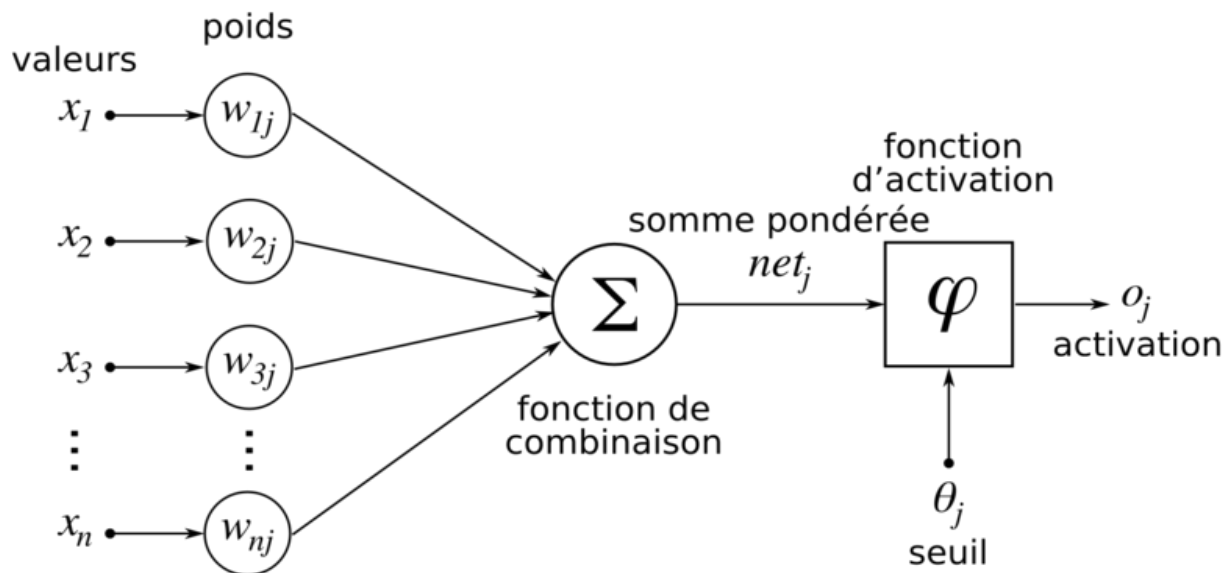 poids
valeurs
x₁
w₁ⱼ
x₂
w₂ⱼ
x₃
w₃ⱼ
⋮
⋮
xₙ
wₙⱼ
Σ
fonction de
combinaison
somme pondérée
netⱼ
fonction
d'activation
φ
oⱼ
activation
θⱼ
seuil